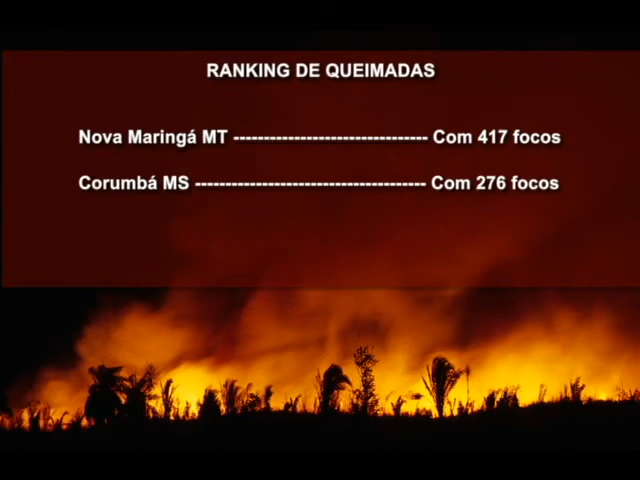 RANKING DE QUEIMADAS
Nova Maringá MT -------------------------------- Com 417 focos
Corumbá MS -------------------------------------- Com 276 focos